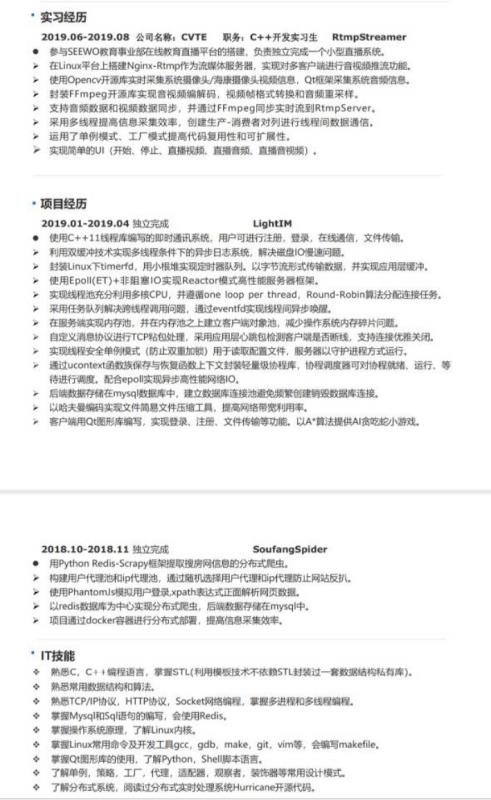 实习经历
2019.06-2019.08 公司名称：CVTE 职务：C++开发实习生 RtmpStreamer
参与SEEWO教育事业部在线教育直播平台的搭建，负责独立完成一个小型直播系统。
在Linux平台上搭建Nginx-Rtmp作为流媒体服务器，实现对多客户端进行音视频推流功能。
使用Opencv开源库实时采集系统摄像头/海康摄像头视频信息，Qt框架采集系统音频信息。
封装FFmpeg开源库实现音视频编解码，视频帧格式转换和音频重采样。
支持音频数据和视频数据同步，并通过FFmpeg同步实时流到RtmpServer。
采用多线程提高信息采集效率，创建生产-消费者对列进行线程间数据通信。
运用了单例模式、工厂模式提高代码复用性和可扩展性。
实现简单的UI（开始、停止、直播视频、直播音频、直播音视频）。
项目经历
2019.01-2019.04 独立完成 LightIM
使用C++11线程库编写的即时通讯系统，用户可进行注册，登录，在线通信，文件传输。
利用双缓冲技术实现多线程条件下的异步日志系统，解决磁盘IO慢速问题。
封装Linux下timerfd，用小根堆实现定时器队列。以字节流形式传输数据，并实现应用层缓冲。
使用Epoll(ET)+非阻塞IO实现Reactor模式高性能服务器框架。
实现线程池充分利用多核CPU，并遵循one loop per thread，Round-Robin算法分配连接任务。
采用任务队列解决跨线程调用问题，通过eventfd实现线程间异步唤醒。
在服务端实现内存池，并在内存池之上建立客户端对象池，减少操作系统内存碎片问题。
自定义消息协议进行TCP粘包处理，采用应用层心跳包检测客户端是否断线，支持连接优雅关闭。
实现线程安全单例模式（防止双重加锁）用于读取配置文件，服务器以守护进程方式运行。
通过ucontext函数族保存与恢复函数上下文封装轻量级协程库，协程调度器可对协程就绪、运行、等
待进行调度。配合epoll实现异步高性能网络IO。
后端数据存储在mysql数据库中，建立数据库连接池避免频繁创建销毁数据库连接。
以哈夫曼编码实现文件简易文件压缩工具，提高网络带宽利用率。
客户端用Qt图形库编写，实现登录、注册、文件传输等功能。以A*算法提供AI贪吃蛇小游戏。
2018.10-2018.11 独立完成 SoufangSpider
用Python Redis-Scrapy框架提取搜房网信息的分布式爬虫。
构建用户代理池和ip代理池，通过随机选择用户代理和ip代理防止网站反扒。
使用PhantomJs模拟用户登录,xpath表达式正面解析网页数据。
以redis数据库为中心实现分布式爬虫，后端数据存储在mysql中。
项目通过docker容器进行分布式部署，提高信息采集效率。
IT技能
熟悉C，C++编程语言，掌握STL(利用模板技术不依赖STL封装过一套数据结构私有库)。
熟悉常用数据结构和算法。
熟悉TCP/IP协议，HTTP协议，Socket网络编程，掌握多进程和多线程编程。
掌握Mysql和Sql语句的编写，会使用Redis。
掌握操作系统原理，了解Linux内核。
掌握Linux常用命令及开发工具gcc，gdb，make，git，vim等，会编写makefile。
掌握Qt图形库的使用，了解Python，Shell脚本语言。
了解单例，策略，工厂，代理，适配器，观察者，装饰器等常用设计模式。
了解分布式系统，阅读过分布式实时处理系统Hurricane开源代码。